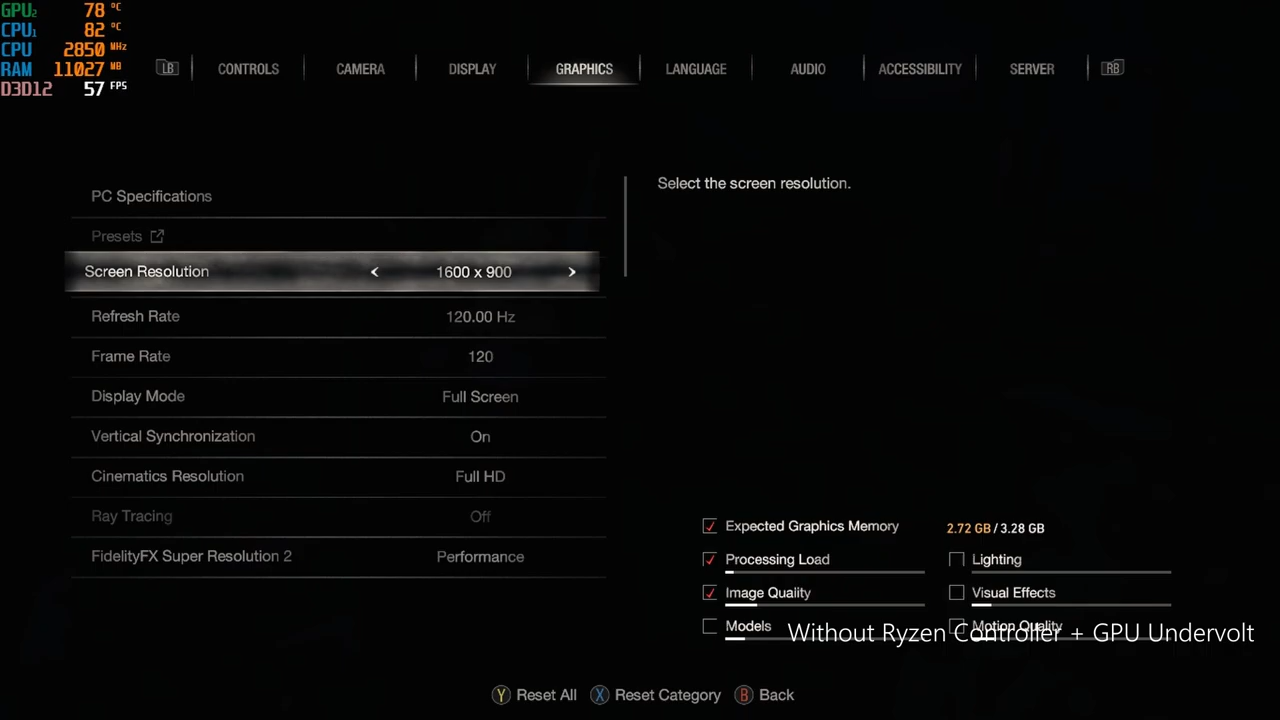 GPU2 78 °C
CPU1 82 °C
CPU 2850 MHz
RAM 11027 MB
D3D12 57 FPS
LB CONTROLS CAMERA DISPLAY GRAPHICS LANGUAGE AUDIO ACCESSIBILITY SERVER RB
PC Specifications
Presets
Screen Resolution 1600 x 900
Refresh Rate 120.00 Hz
Frame Rate 120
Display Mode Full Screen
Vertical Synchronization On
Cinematics Resolution Full HD
Ray Tracing Off
FidelityFX Super Resolution 2 Performance
Select the screen resolution.
Expected Graphics Memory 2.72 GB / 3.28 GB
Processing Load Lighting
Image Quality Visual Effects
Models Motion Quality
Without Ryzen Controller + GPU Undervolt
Y Reset All X Reset Category B Back